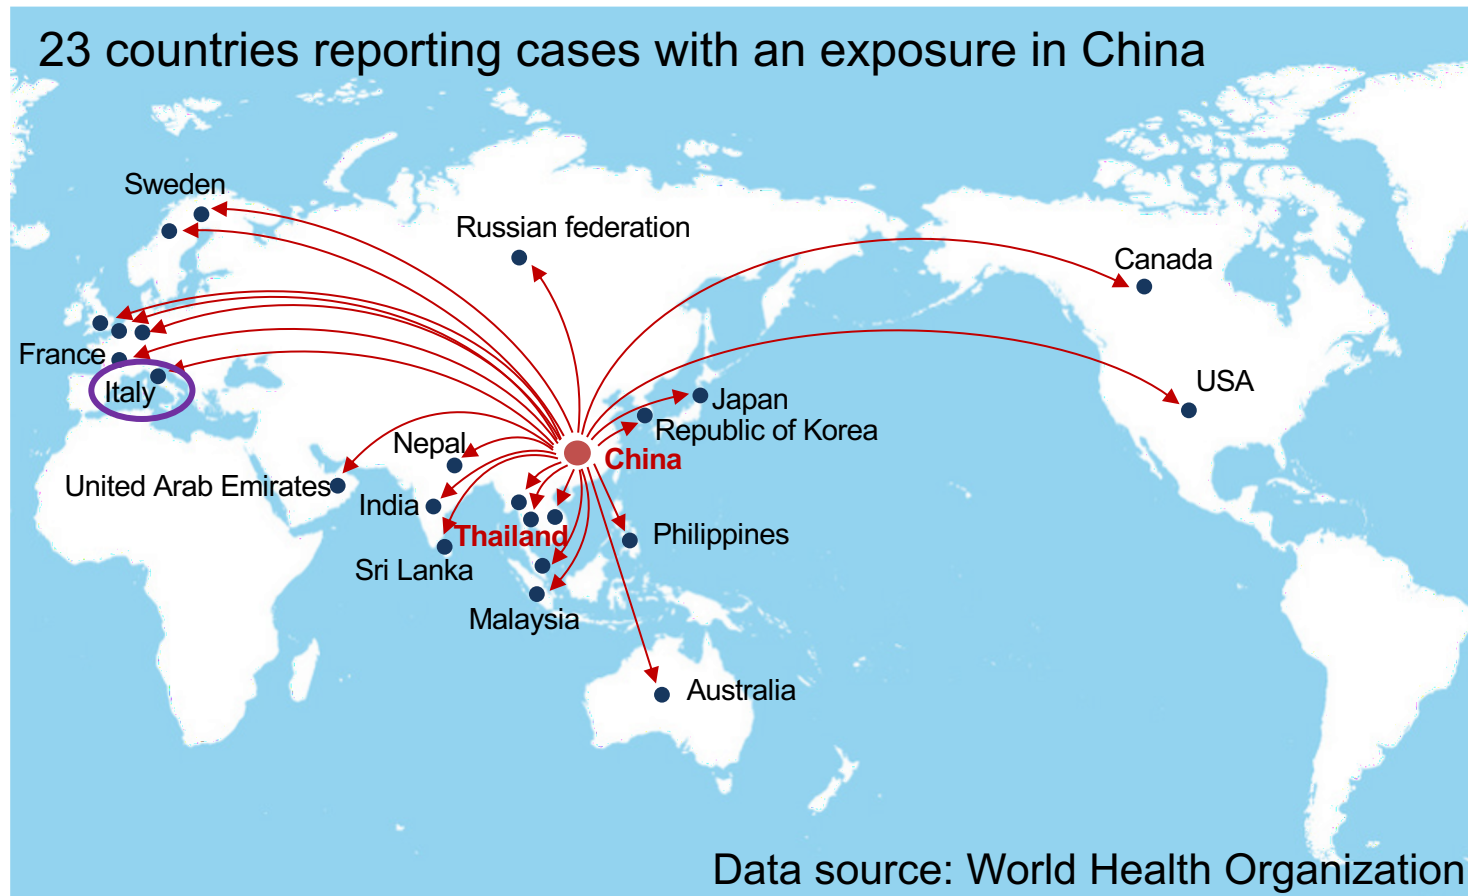 23 countries reporting cases with an exposure in China
Sweden
Russian federation
Canada
France
Italy
USA
Japan
Republic of Korea
Nepal
China
United Arab Emirates
India
Thailand
Philippines
Sri Lanka
Malaysia
Australia
Data source: World Health Organization